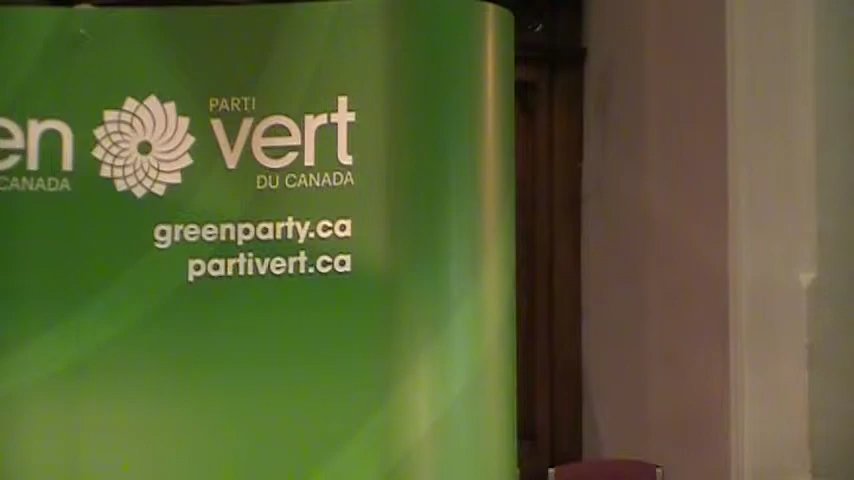 en
CANADA
PARTI
vert
DU CANADA
greenparty.ca
partivert.ca